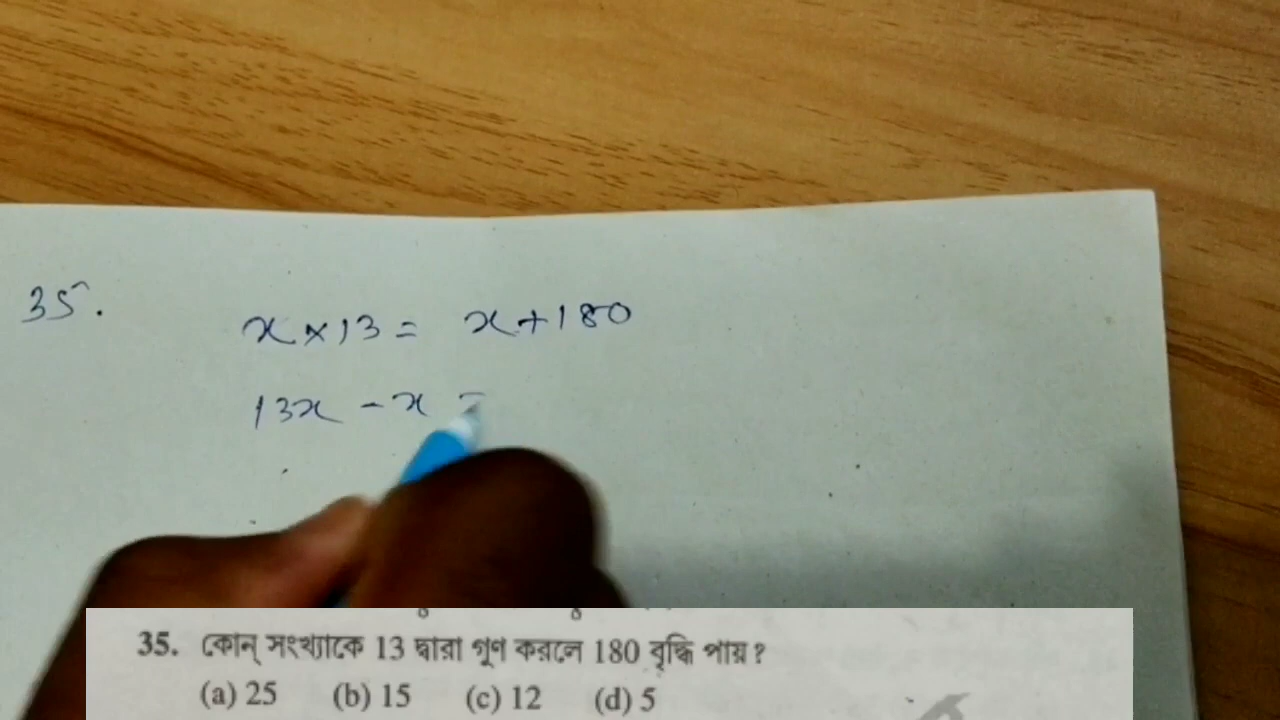 35.
x×13 = x+180
13x - x =
35. কোন্ সংখ্যাকে 13 দ্বারা গুণ করলে 180 বৃদ্ধি পায় ?
(a) 25 (b) 15 (c) 12 (d) 5